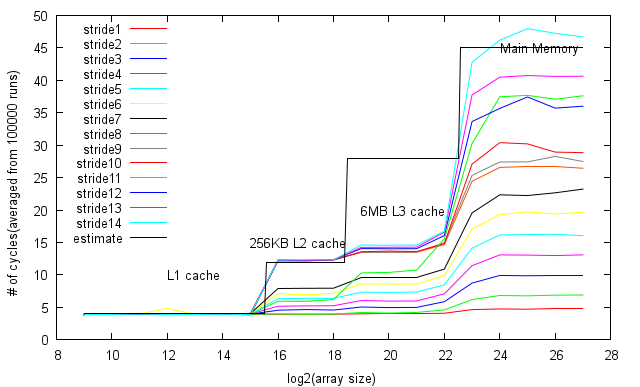 50
45
40
35
30
25
20
15
10
5
0
# of cycles(averaged from 100000 runs)
stride1
stride2
stride3
stride4
stride5
stride6
stride7
stride8
stride9
stride10
stride11
stride12
stride13
stride14
estimate
Main Memory
6MB L3 cache
256KB L2 cache
L1 cache
8 10 12 14 16 18 20 22 24 26 28
log2(array size)